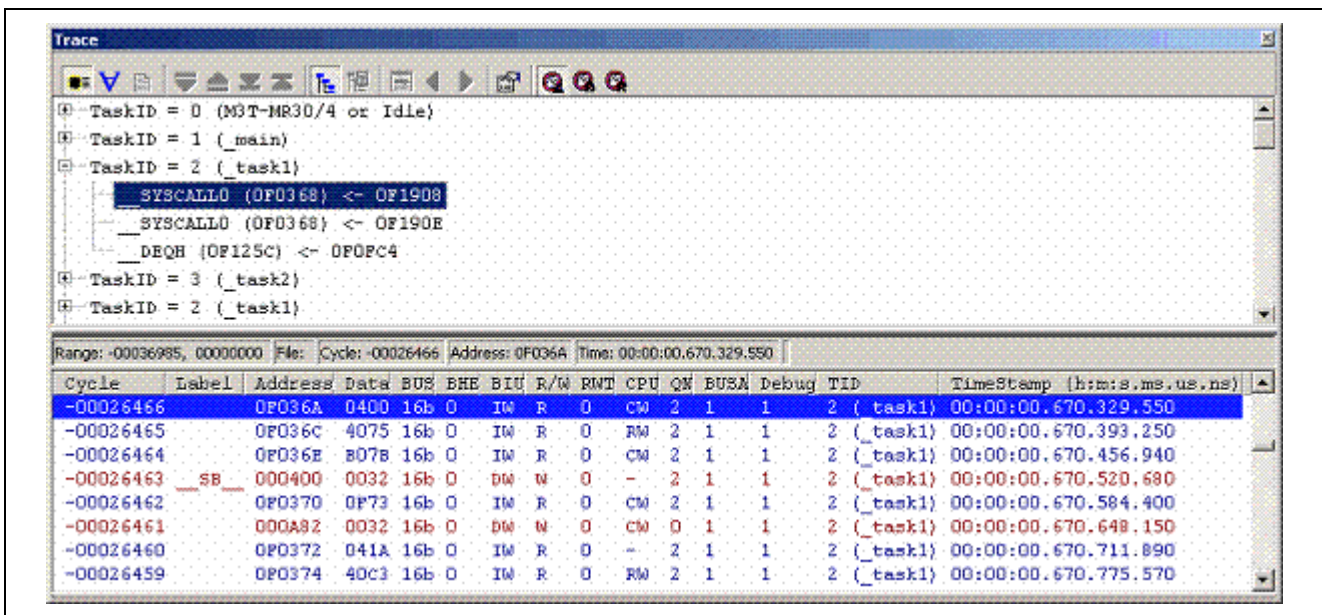 Trace
TaskID = 0 (M3T-MR30/4 or Idle)
TaskID = 1 (_main)
TaskID = 2 (_task1)
__SYSCALL0 (0F0368) <- 0F1908
__SYSCALL0 (0F0368) <- 0F190E
__DEQH (0F125C) <- 0F0FC4
TaskID = 3 (_task2)
TaskID = 2 (_task1)
Range: -00036985, 00000000 File: Cycle: -00026466 Address: 0F036A Time: 00:00:00.670.329.550
Cycle Label Address Data BUS BHE BIU R/W RWT CPU QN BUSA Debug TID TimeStamp (h:m:s.ms.us.ns)
-00026466 0F036A 0400 16b 0 IW R 0 CW 2 1 1 2 (_task1) 00:00:00.670.329.550
-00026465 0F036C 4075 16b 0 IW R 0 RW 2 1 1 2 (_task1) 00:00:00.670.393.250
-00026464 0F036E B07B 16b 0 IW R 0 CW 2 1 1 2 (_task1) 00:00:00.670.456.940
-00026463 __SB__ 000400 0032 16b 0 DW W 0 - 2 1 1 2 (_task1) 00:00:00.670.520.680
-00026462 0F0370 0F73 16b 0 IW R 0 CW 2 1 1 2 (_task1) 00:00:00.670.584.400
-00026461 000A82 0032 16b 0 DW W 0 CW 0 1 1 2 (_task1) 00:00:00.670.648.150
-00026460 0F0372 041A 16b 0 IW R 0 - 2 1 1 2 (_task1) 00:00:00.670.711.890
-00026459 0F0374 40C3 16b 0 IW R 0 RW 2 1 1 2 (_task1) 00:00:00.670.775.570